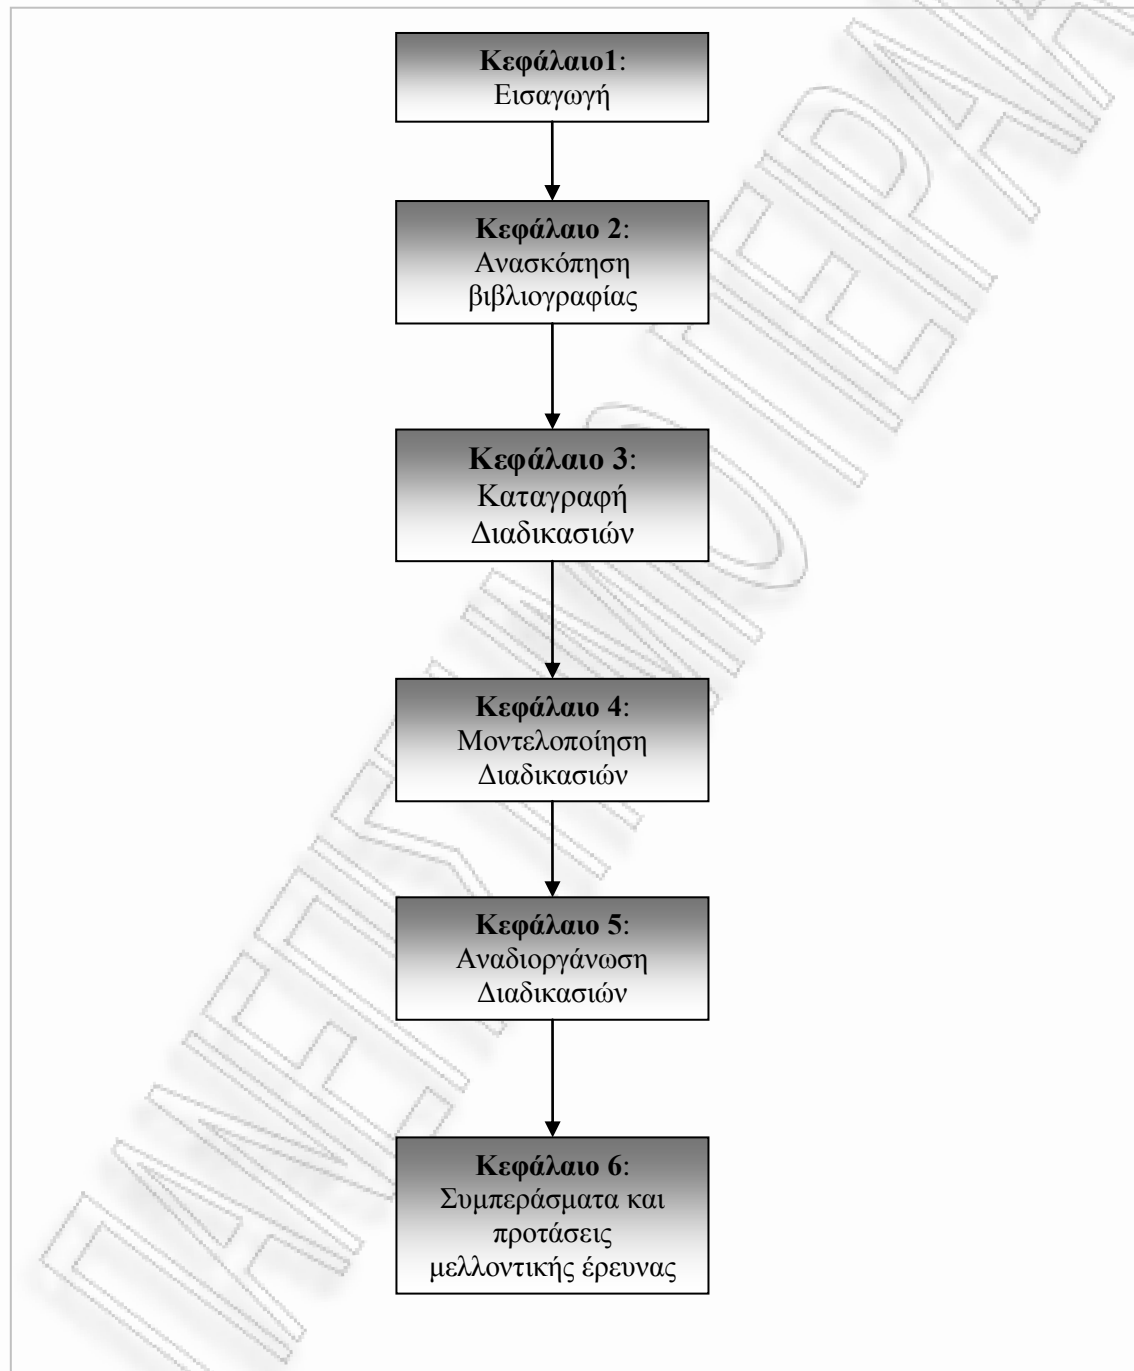 Κεφάλαιο1:
Εισαγωγή
Κεφάλαιο 2:
Ανασκόπηση
βιβλιογραφίας
Κεφάλαιο 3:
Καταγραφή
Διαδικασιών
Κεφάλαιο 4:
Μοντελοποίηση
Διαδικασιών
Κεφάλαιο 5:
Αναδιοργάνωση
Διαδικασιών
Κεφάλαιο 6:
Συμπεράσματα και
προτάσεις
μελλοντικής έρευνας